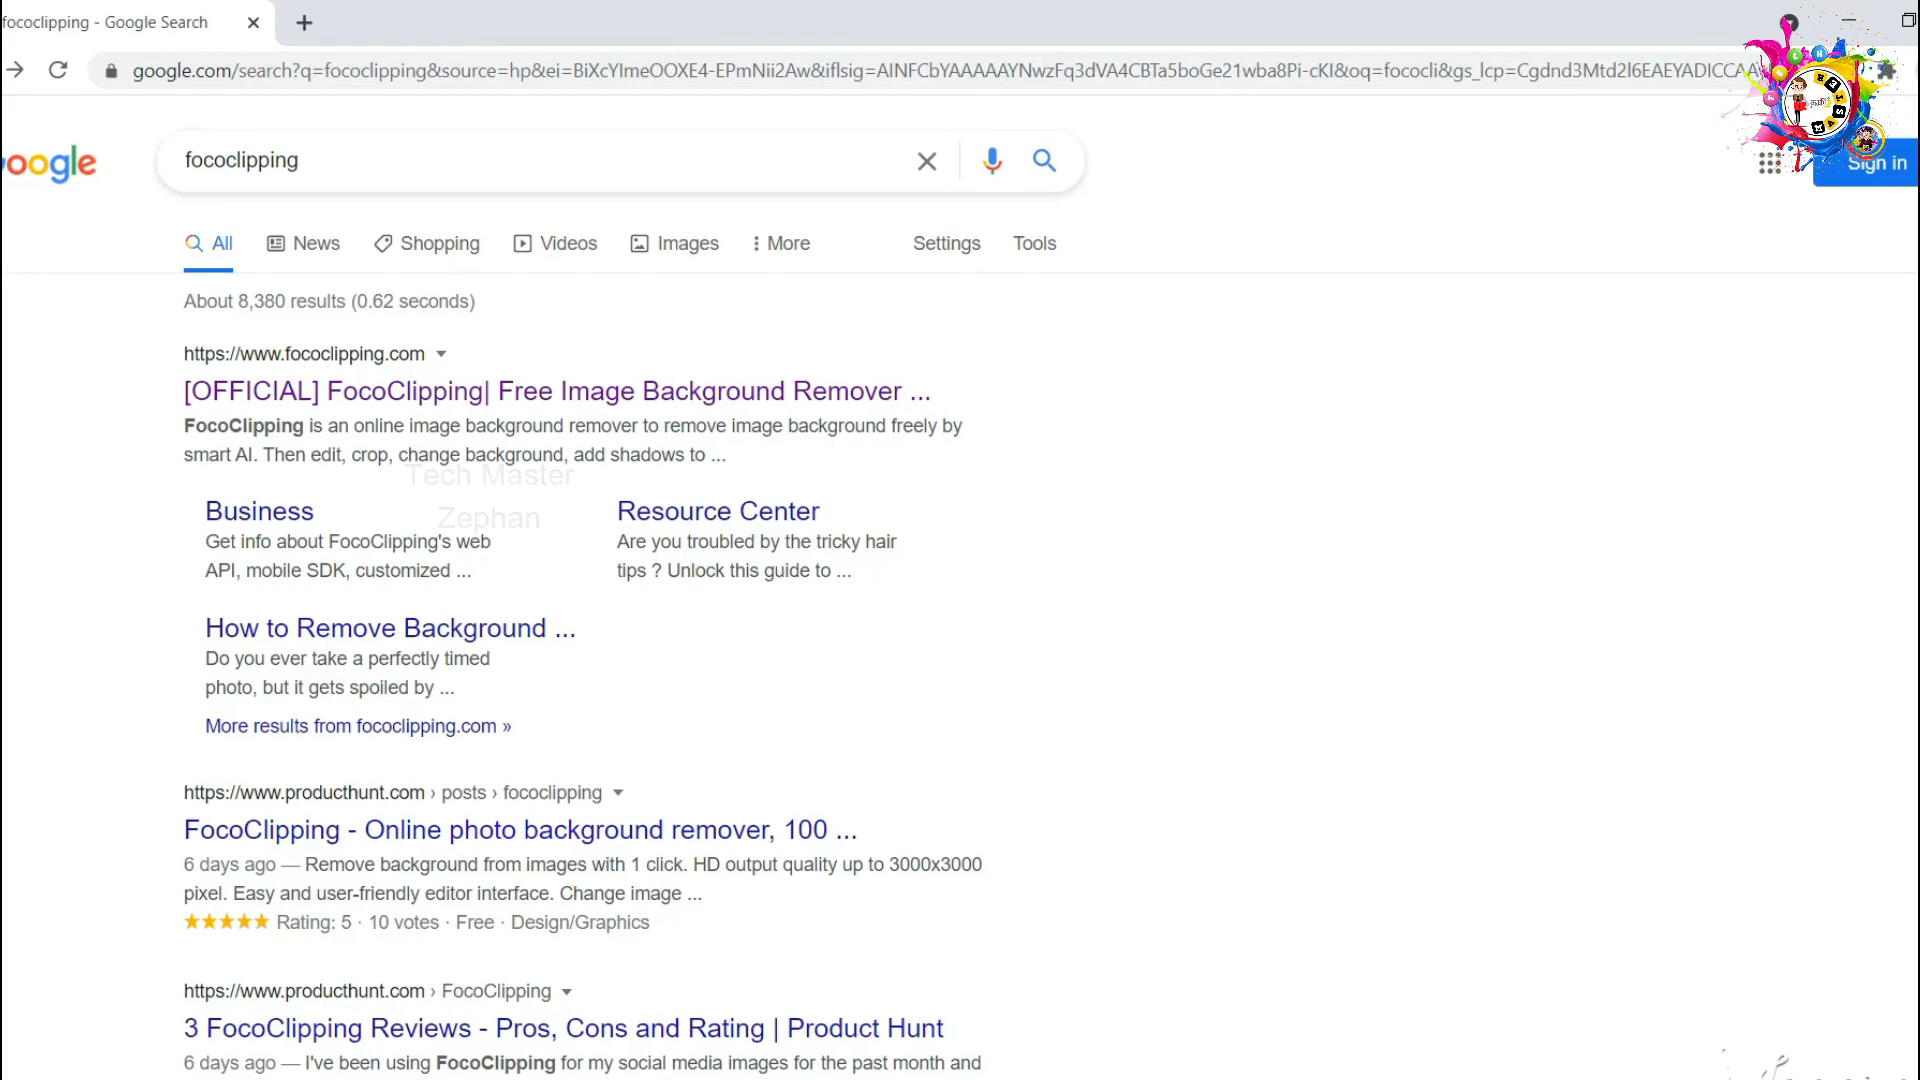 fococlipping - Google Search
google.com/search?q=fococlipping&source=hp&ei=BiXcYImeOOXE4-EPmNii2Aw&iflsig=AINFCbYAAAAAYNwzFq3dVA4CBTa5boGe21wba8Pi-cKI&oq=fococli&gs_lcp=Cgdnd3Mtd2l6EAEYADICCAA
oogle
fococlipping
Sign in
All
News
Shopping
Videos
Images
More
Settings
Tools
About 8,380 results (0.62 seconds)
https://www.fococlipping.com
[OFFICIAL] FocoClipping| Free Image Background Remover ...
FocoClipping is an online image background remover to remove image background freely by
smart AI. Then edit, crop, change background, add shadows to ...
Tech Master
Zephan
Business
Get info about FocoClipping's web
API, mobile SDK, customized ...
Resource Center
Are you troubled by the tricky hair
tips ? Unlock this guide to ...
How to Remove Background ...
Do you ever take a perfectly timed
photo, but it gets spoiled by ...
More results from fococlipping.com »
https://www.producthunt.com › posts › fococlipping
FocoClipping - Online photo background remover, 100 ...
6 days ago — Remove background from images with 1 click. HD output quality up to 3000x3000
pixel. Easy and user-friendly editor interface. Change image ...
Rating: 5 · 10 votes · Free · Design/Graphics
https://www.producthunt.com › FocoClipping
3 FocoClipping Reviews - Pros, Cons and Rating | Product Hunt
6 days ago — I've been using FocoClipping for my social media images for the past month and